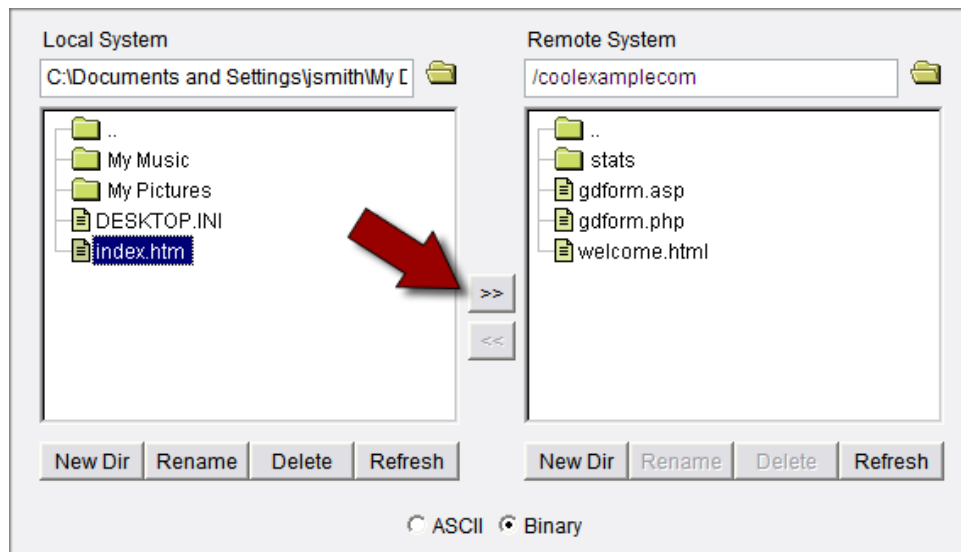 Local System
C:\Documents and Settings\jsmith\My D
..
My Music
My Pictures
DESKTOP.INI
index.htm
New Dir Rename Delete Refresh
>>
<<
Remote System
/coolexamplecom
..
stats
gdform.asp
gdform.php
welcome.html
New Dir Rename Delete Refresh
ASCII Binary